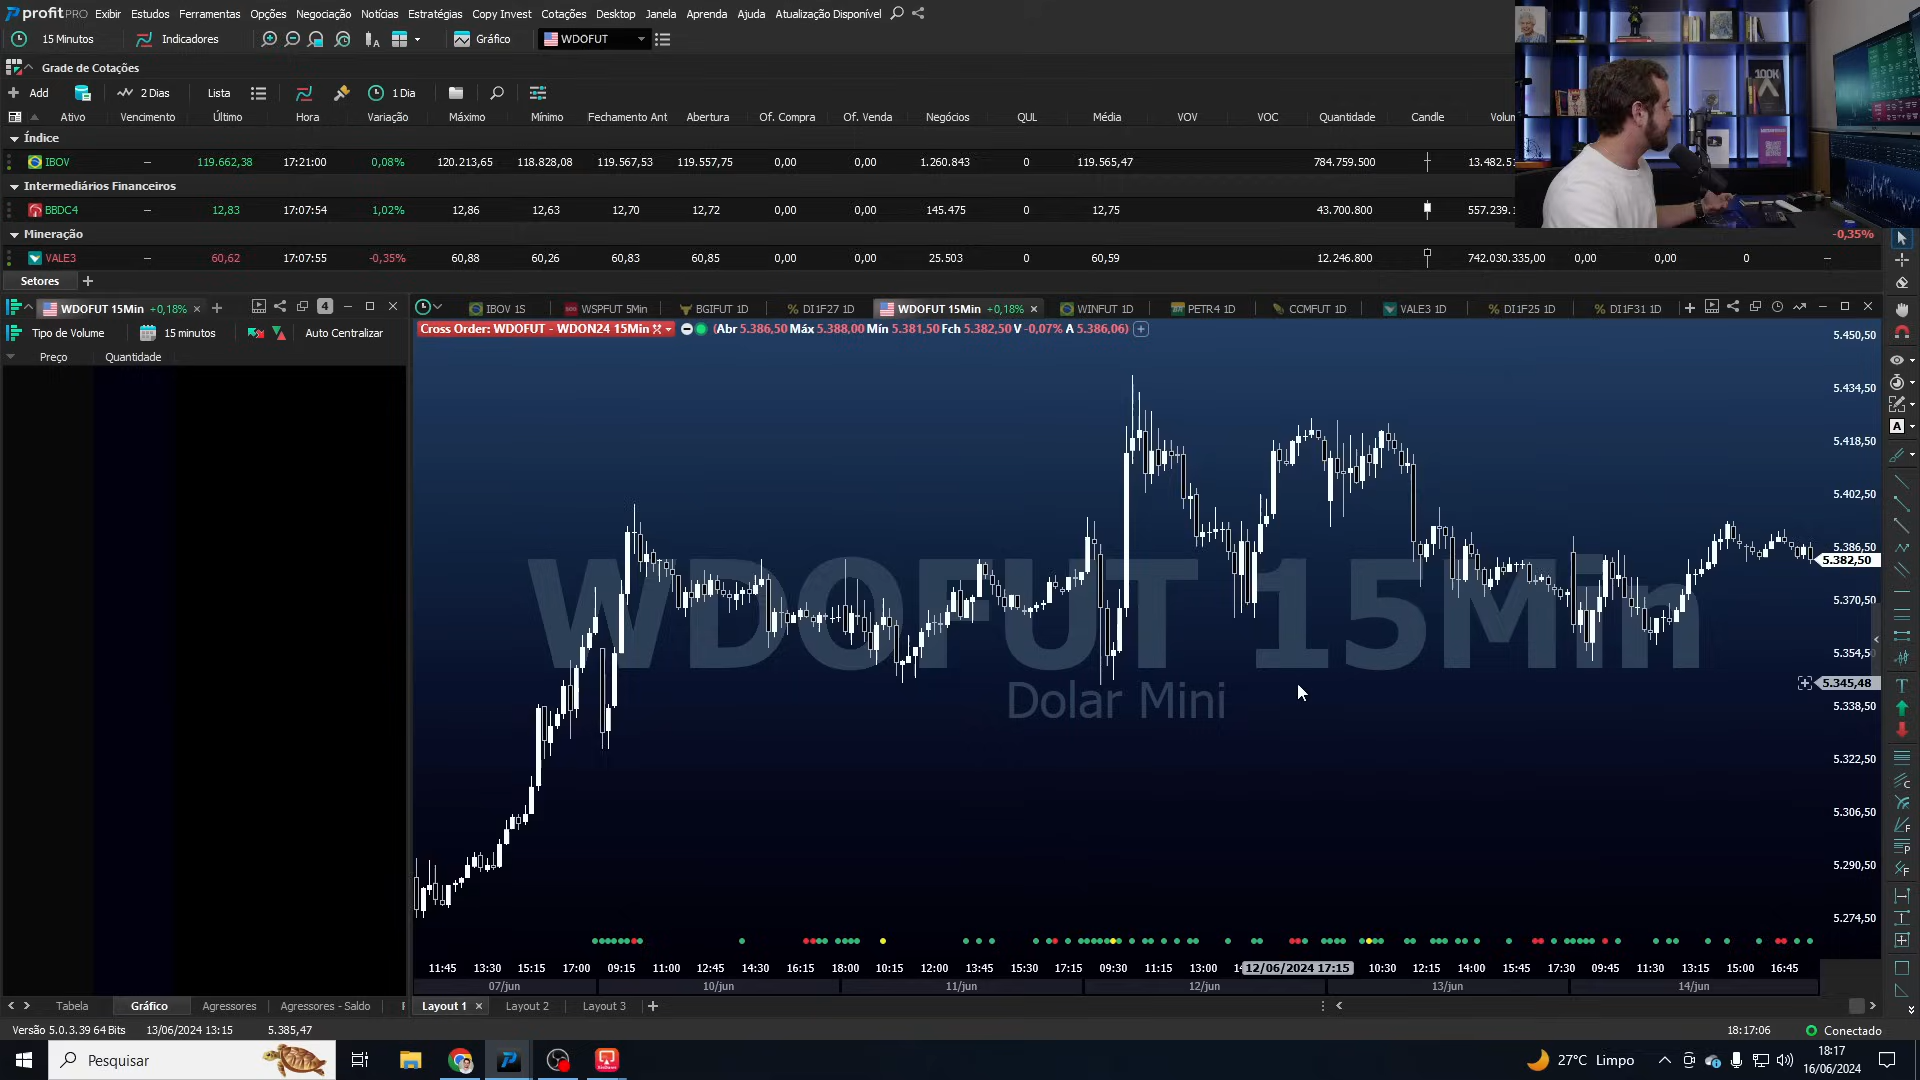 profitPRO Exibir Estudos Ferramentas Opções Negociação Notícias Estratégias Copy Invest Cotações Desktop Janela Aprenda Ajuda Atualização Disponível
15 Minutos Indicadores Gráfico WDOFUT
Grade de Cotações
Add 2 Dias Lista 1 Dia
Ativo Vencimento Último Hora Variação Máximo Mínimo Fechamento Ant Abertura Of. Compra Of. Venda Negócios QUL Média VOV VOC Quantidade Candle Volu
Índice
IBOV — 119.662,38 17:21:00 0,08% 120.213,65 118.828,08 119.567,53 119.557,75 0,00 0,00 1.260.843 0 119.565,47 784.759.500 13.482.5
Intermediários Financeiros
BBDC4 — 12,83 17:07:54 1,02% 12,86 12,63 12,70 12,72 0,00 0,00 145.475 0 12,75 43.700.800 557.239.1
Mineração -0,35%
VALE3 — 60,62 17:07:55 -0,35% 60,88 60,26 60,83 60,85 0,00 0,00 25.503 0 60,59 12.246.800 742.030.335,00 0,00 0,00 0 —
Setores
100K
WDOFUT 15Min +0,18% 4 IBOV 1S WSPFUT 5Min BGIFUT 1D DI1F27 1D WDOFUT 15Min +0,18% WINFUT 1D PETR4 1D CCMFUT 1D VALE3 1D DI1F25 1D DI1F31 1D
Tipo de Volume 15 minutos Auto Centralizar
Preço Quantidade
Cross Order: WDOFUT - WDON24 15Min (Abr 5.386,50 Máx 5.388,00 Mín 5.381,50 Fch 5.382,50 V -0,07% A 5.386,06)
5.450,50
5.434,50
5.418,50
5.402,50
5.386,50
5.382,50
5.370,50
5.354,50
5.345,48
5.338,50
5.322,50
5.306,50
5.290,50
5.274,50
WDOFUT 15Min
Dolar Mini
11:45 13:30 15:15 17:00 09:15 11:00 12:45 14:30 16:15 18:00 10:15 12:00 13:45 15:30 17:30 09:30 11:15 13:00 12/06/2024 17:15 10:30 12:15 14:00 15:45 17:30 09:45 11:30 13:15 15:00 16:45
07/jun 10/jun 11/jun 12/jun 13/jun 14/jun
Tabela Gráfico Agressores Agressores - Saldo Layout 1 Layout 2 Layout 3
Versão 5.0.3.39 64 Bits 13/06/2024 13:15 5.385,47 18:17:06 Conectado
Pesquisar 27°C Limpo 18:17
16/06/2024